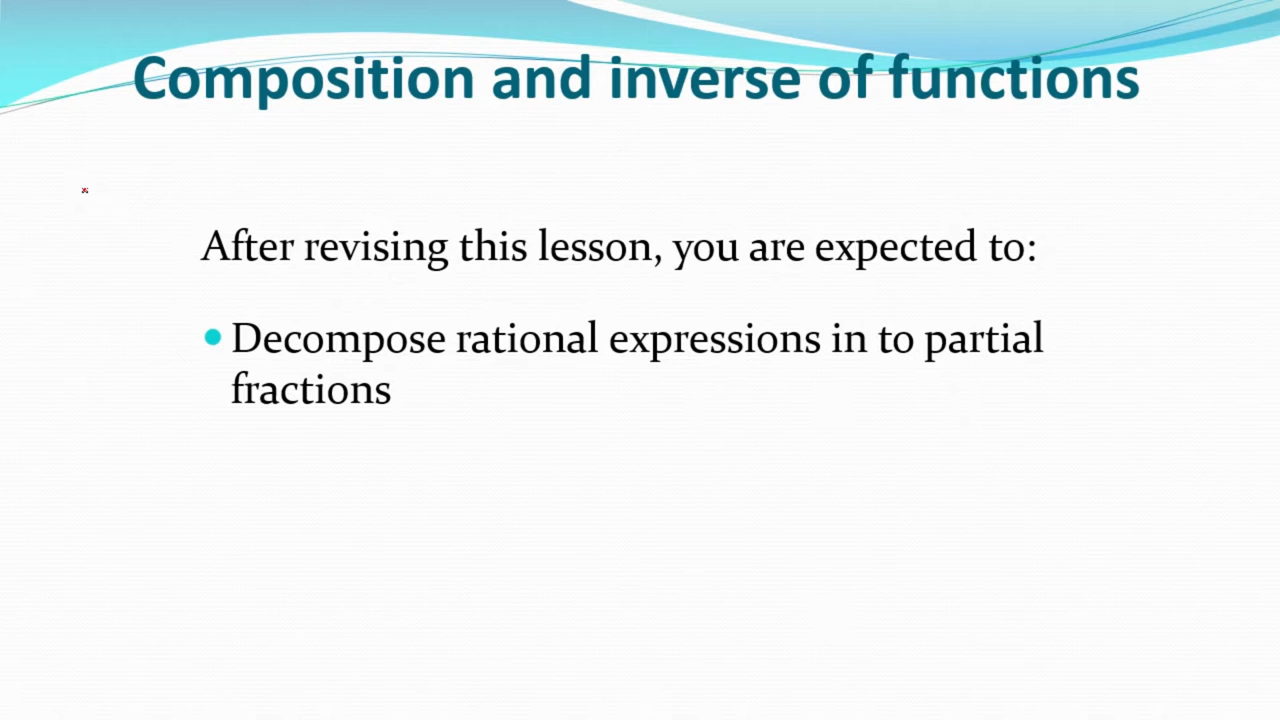 Composition and inverse of functions
After revising this lesson, you are expected to:
Decompose rational expressions in to partial
fractions